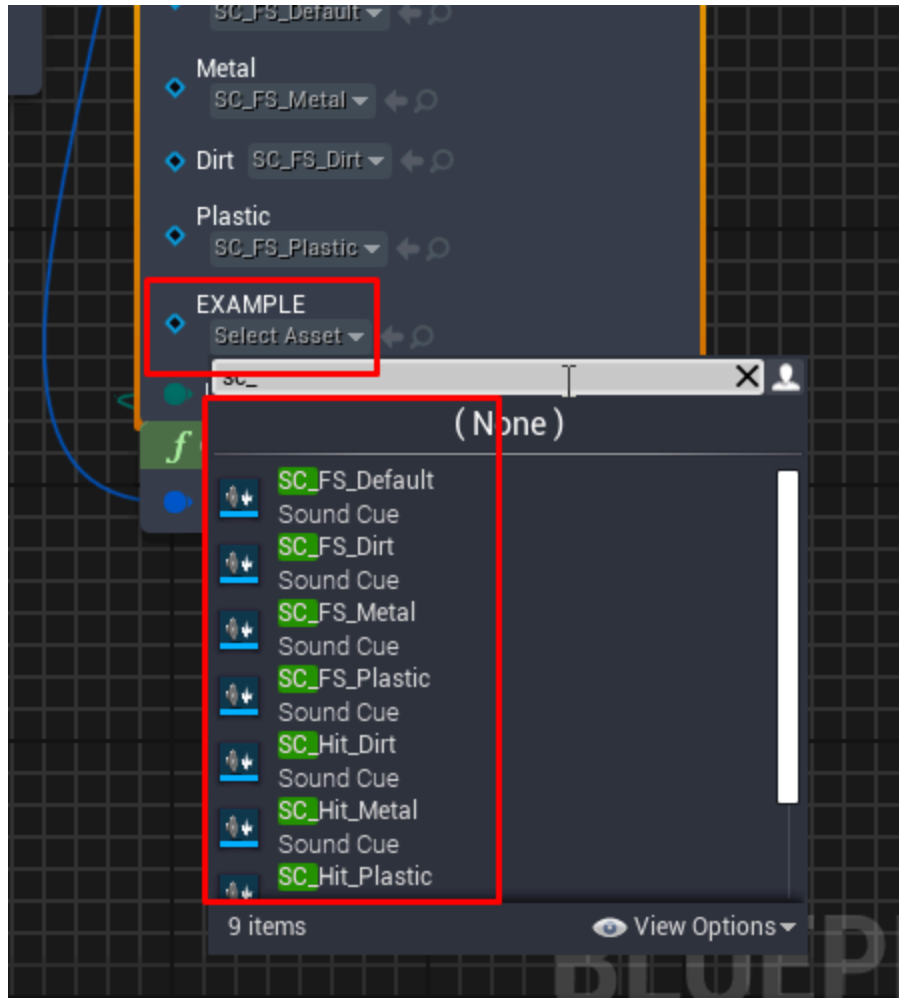 SC_FS_Default
Metal
SC_FS_Metal
Dirt SC_FS_Dirt
Plastic
SC_FS_Plastic
EXAMPLE
Select Asset
sc_
( None )
SC_FS_Default
Sound Cue
SC_FS_Dirt
Sound Cue
SC_FS_Metal
Sound Cue
SC_FS_Plastic
Sound Cue
SC_Hit_Dirt
Sound Cue
SC_Hit_Metal
Sound Cue
SC_Hit_Plastic
9 items View Options
BLUEP